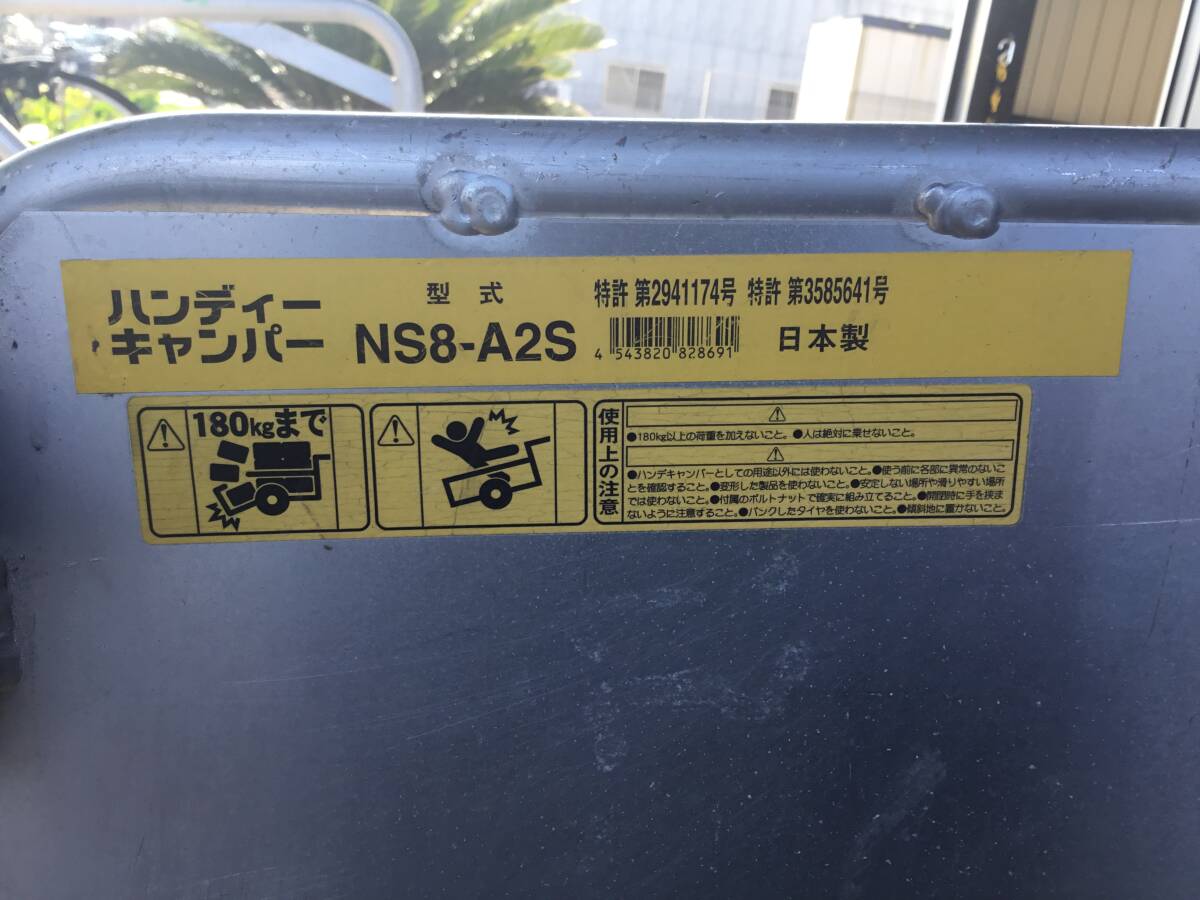 ハンディー
キャンパー
型式
NS8-A2S
特許 第2941174号 特許 第3585641号
4 543820 828691
日本製
180kgまで
使用上の注意
●180kg以上の荷重を加えないこと。●人は絶対に乗せないこと。
●ハンデキャンパーとしての用途以外には使わないこと。●使う前に各部に異常のないこ
とを確認すること。●変形した製品を使わないこと。●安定しない場所や滑りやすい場所
では使わないこと。●付属のボルトナットで確実に組み立てること。●開閉時に手を挟ま
ないように注意すること。●パンクしたタイヤを使わないこと。●傾斜地に置かないこと。